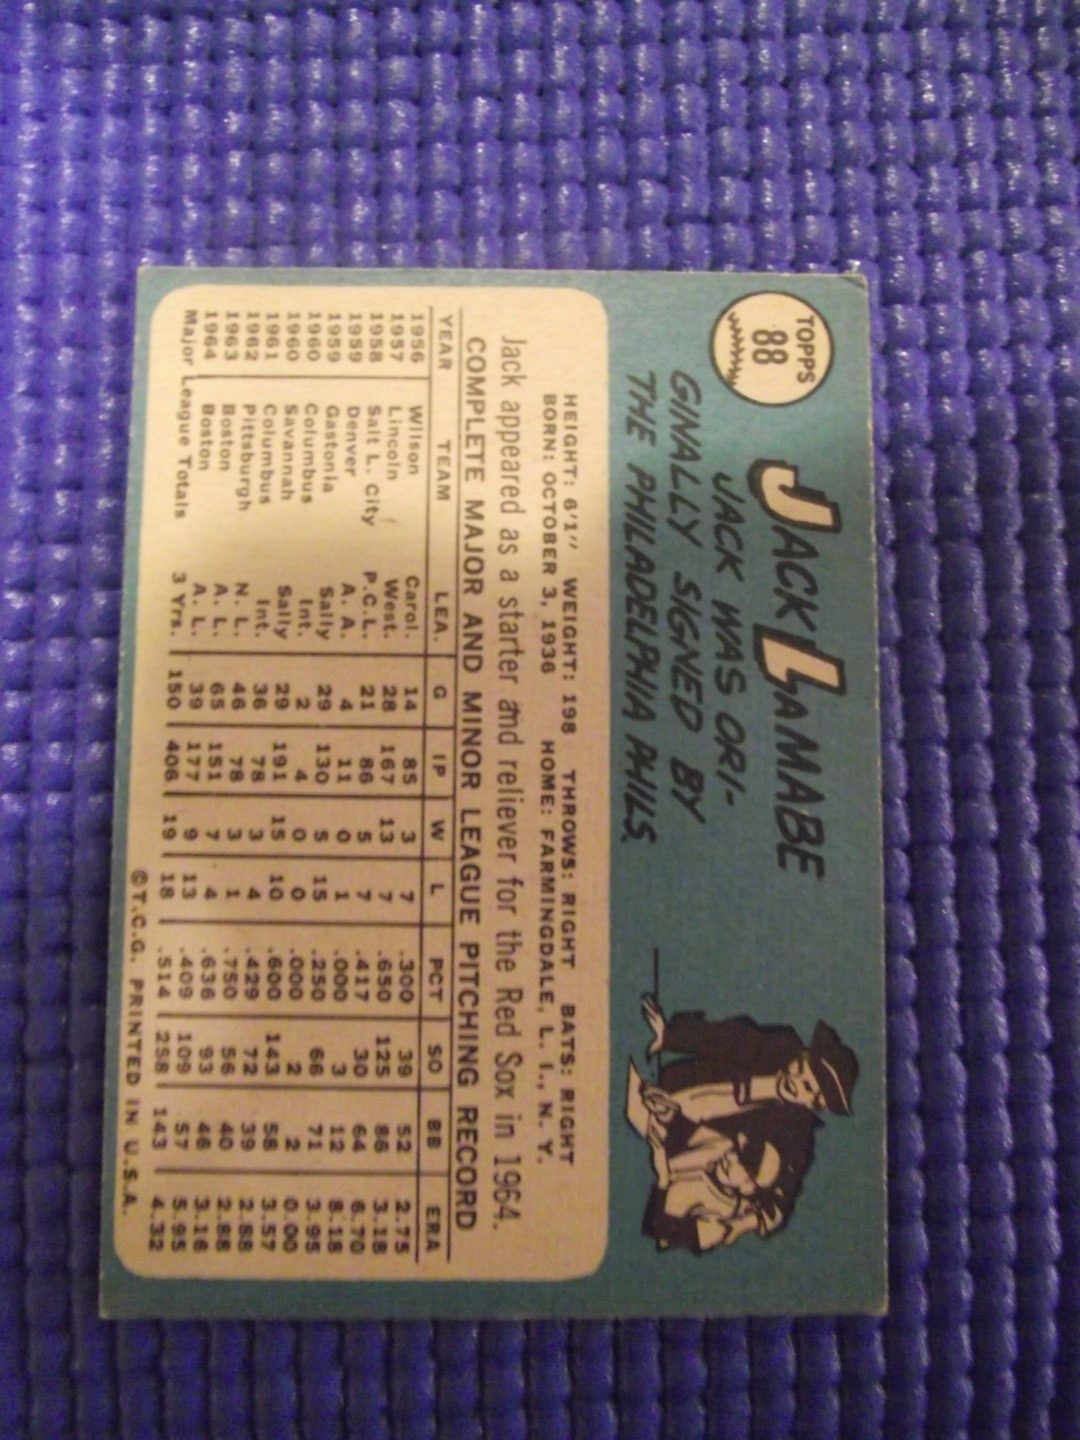 TOPPS
88
JACK LAMABE
JACK WAS ORI-
GINALLY SIGNED BY
THE PHILADELPHIA PHILS.
HEIGHT: 6'1" WEIGHT: 198 THROWS: RIGHT BATS: RIGHT
BORN: OCTOBER 3, 1936 HOME: FARMINGDALE, L. I., N. Y.
Jack appeared as a starter and reliever for the Red Sox in 1964.
COMPLETE MAJOR AND MINOR LEAGUE PITCHING RECORD
YEAR TEAM LEA. G IP W L PCT SO BB ERA
1956 Wilson Carol. 14 85 3 7 .300 39 52 2.75
1957 Lincoln West. 28 167 13 7 .650 125 86 3.18
1958 Salt L. City P.C.L. 21 86 5 7 .417 30 64 6.70
1959 Denver A. A. 4 11 0 1 .000 3 12 8.18
1959 Gastonia Sally 29 130 5 15 .250 66 71 3.95
1960 Columbus Int. 2 4 0 0 .000 2 2 0.00
1960 Savannah Sally 29 191 15 10 .600 143 58 3.57
1961 Columbus Int. 36 78 3 4 .429 72 39 2.88
1962 Pittsburgh N. L. 46 78 3 1 .750 56 40 2.88
1963 Boston A. L. 65 151 7 4 .636 93 46 3.16
1964 Boston A. L. 39 177 9 13 .409 109 57 5.95
Major League Totals 3 Yrs. 150 406 19 18 .514 258 143 4.32
©T.C.G. PRINTED IN U.S.A.